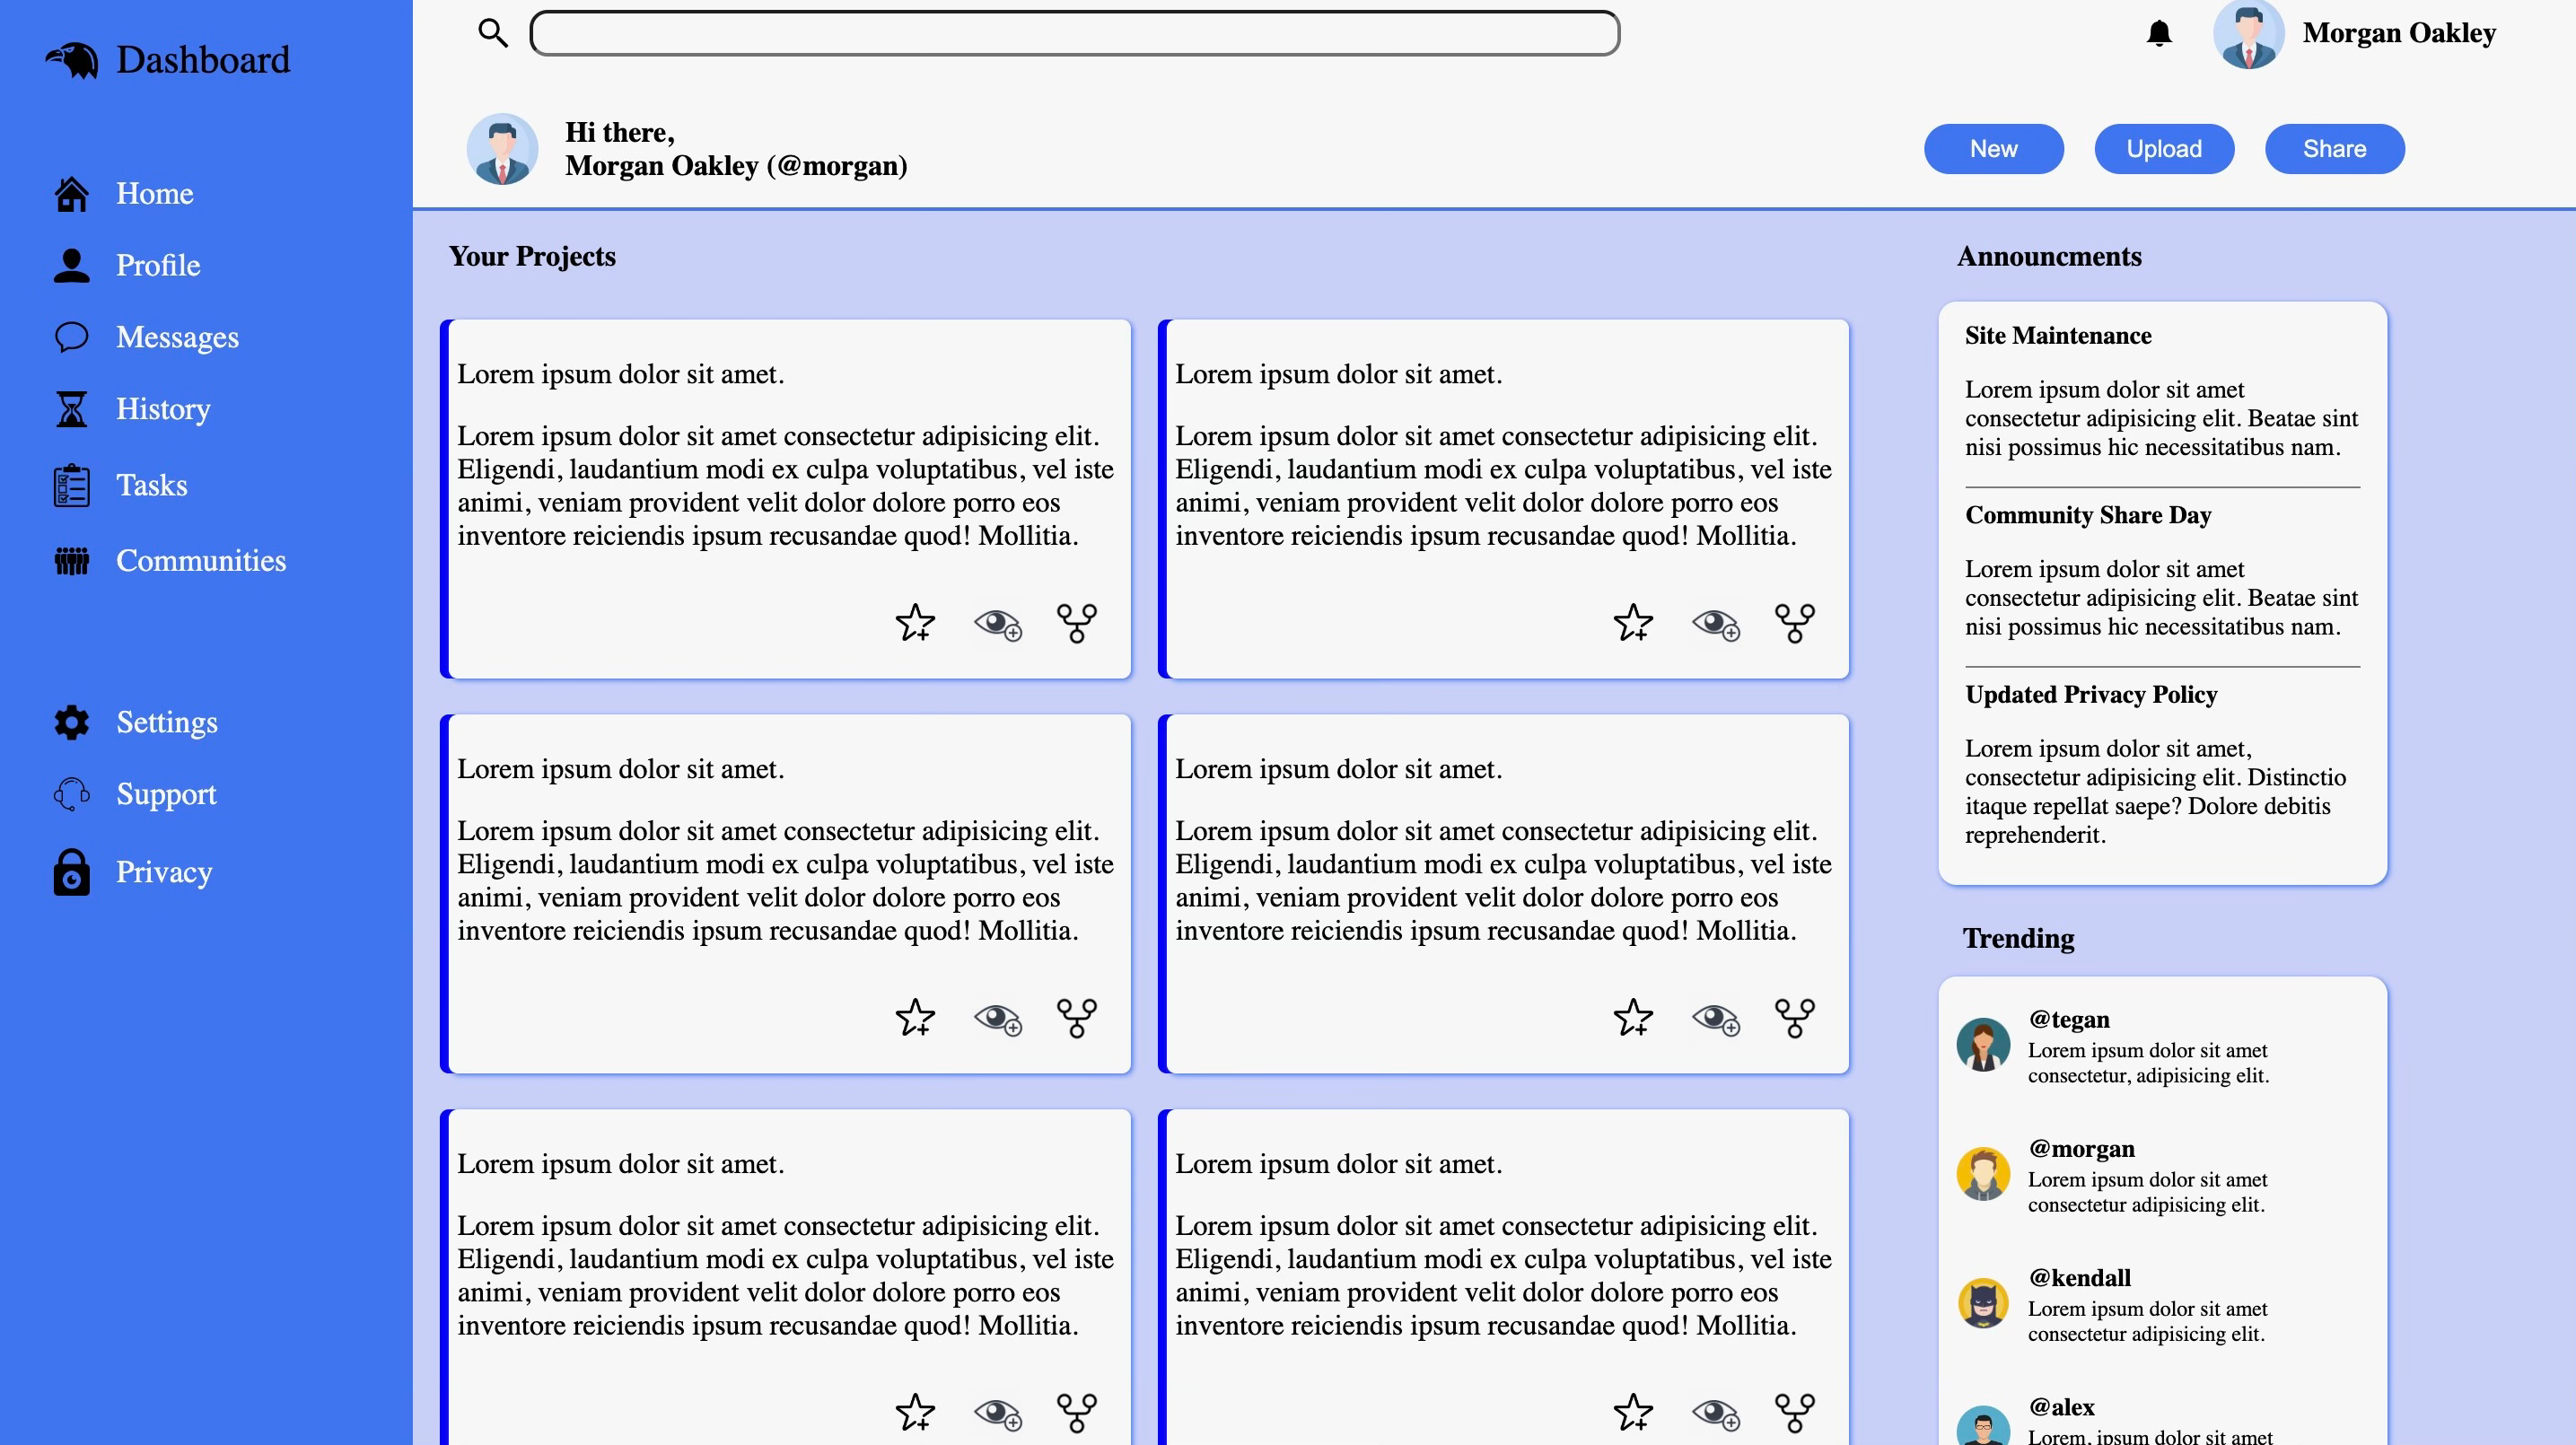 Dashboard
Home
Profile
Messages
History
Tasks
Communities
Settings
Support
Privacy
Morgan Oakley
Hi there,
Morgan Oakley (@morgan)
New
Upload
Share
Your Projects
Lorem ipsum dolor sit amet.
Lorem ipsum dolor sit amet consectetur adipisicing elit.
Eligendi, laudantium modi ex culpa voluptatibus, vel iste
animi, veniam provident velit dolor dolore porro eos
inventore reiciendis ipsum recusandae quod! Mollitia.
Lorem ipsum dolor sit amet.
Lorem ipsum dolor sit amet consectetur adipisicing elit.
Eligendi, laudantium modi ex culpa voluptatibus, vel iste
animi, veniam provident velit dolor dolore porro eos
inventore reiciendis ipsum recusandae quod! Mollitia.
Lorem ipsum dolor sit amet.
Lorem ipsum dolor sit amet consectetur adipisicing elit.
Eligendi, laudantium modi ex culpa voluptatibus, vel iste
animi, veniam provident velit dolor dolore porro eos
inventore reiciendis ipsum recusandae quod! Mollitia.
Lorem ipsum dolor sit amet.
Lorem ipsum dolor sit amet consectetur adipisicing elit.
Eligendi, laudantium modi ex culpa voluptatibus, vel iste
animi, veniam provident velit dolor dolore porro eos
inventore reiciendis ipsum recusandae quod! Mollitia.
Lorem ipsum dolor sit amet.
Lorem ipsum dolor sit amet consectetur adipisicing elit.
Eligendi, laudantium modi ex culpa voluptatibus, vel iste
animi, veniam provident velit dolor dolore porro eos
inventore reiciendis ipsum recusandae quod! Mollitia.
Lorem ipsum dolor sit amet.
Lorem ipsum dolor sit amet consectetur adipisicing elit.
Eligendi, laudantium modi ex culpa voluptatibus, vel iste
animi, veniam provident velit dolor dolore porro eos
inventore reiciendis ipsum recusandae quod! Mollitia.
Announcments
Site Maintenance
Lorem ipsum dolor sit amet
consectetur adipisicing elit. Beatae sint
nisi possimus hic necessitatibus nam.
Community Share Day
Lorem ipsum dolor sit amet
consectetur adipisicing elit. Beatae sint
nisi possimus hic necessitatibus nam.
Updated Privacy Policy
Lorem ipsum dolor sit amet,
consectetur adipisicing elit. Distinctio
itaque repellat saepe? Dolore debitis
reprehenderit.
Trending
@tegan
Lorem ipsum dolor sit amet
consectetur, adipisicing elit.
@morgan
Lorem ipsum dolor sit amet
consectetur adipisicing elit.
@kendall
Lorem ipsum dolor sit amet
consectetur adipisicing elit.
@alex
Lorem, ipsum dolor sit amet